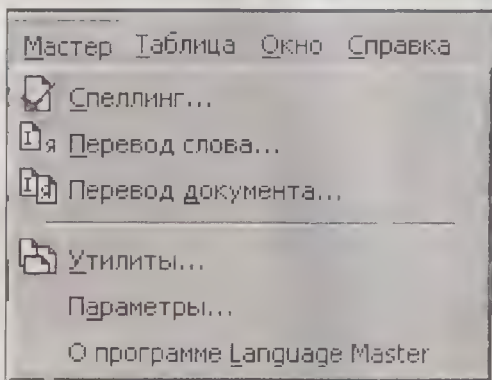 Мастер Таблица Окно Справка
Спеллинг...
Перевод слова...
Перевод документа...
Утилиты...
Параметры...
О программе Language Master